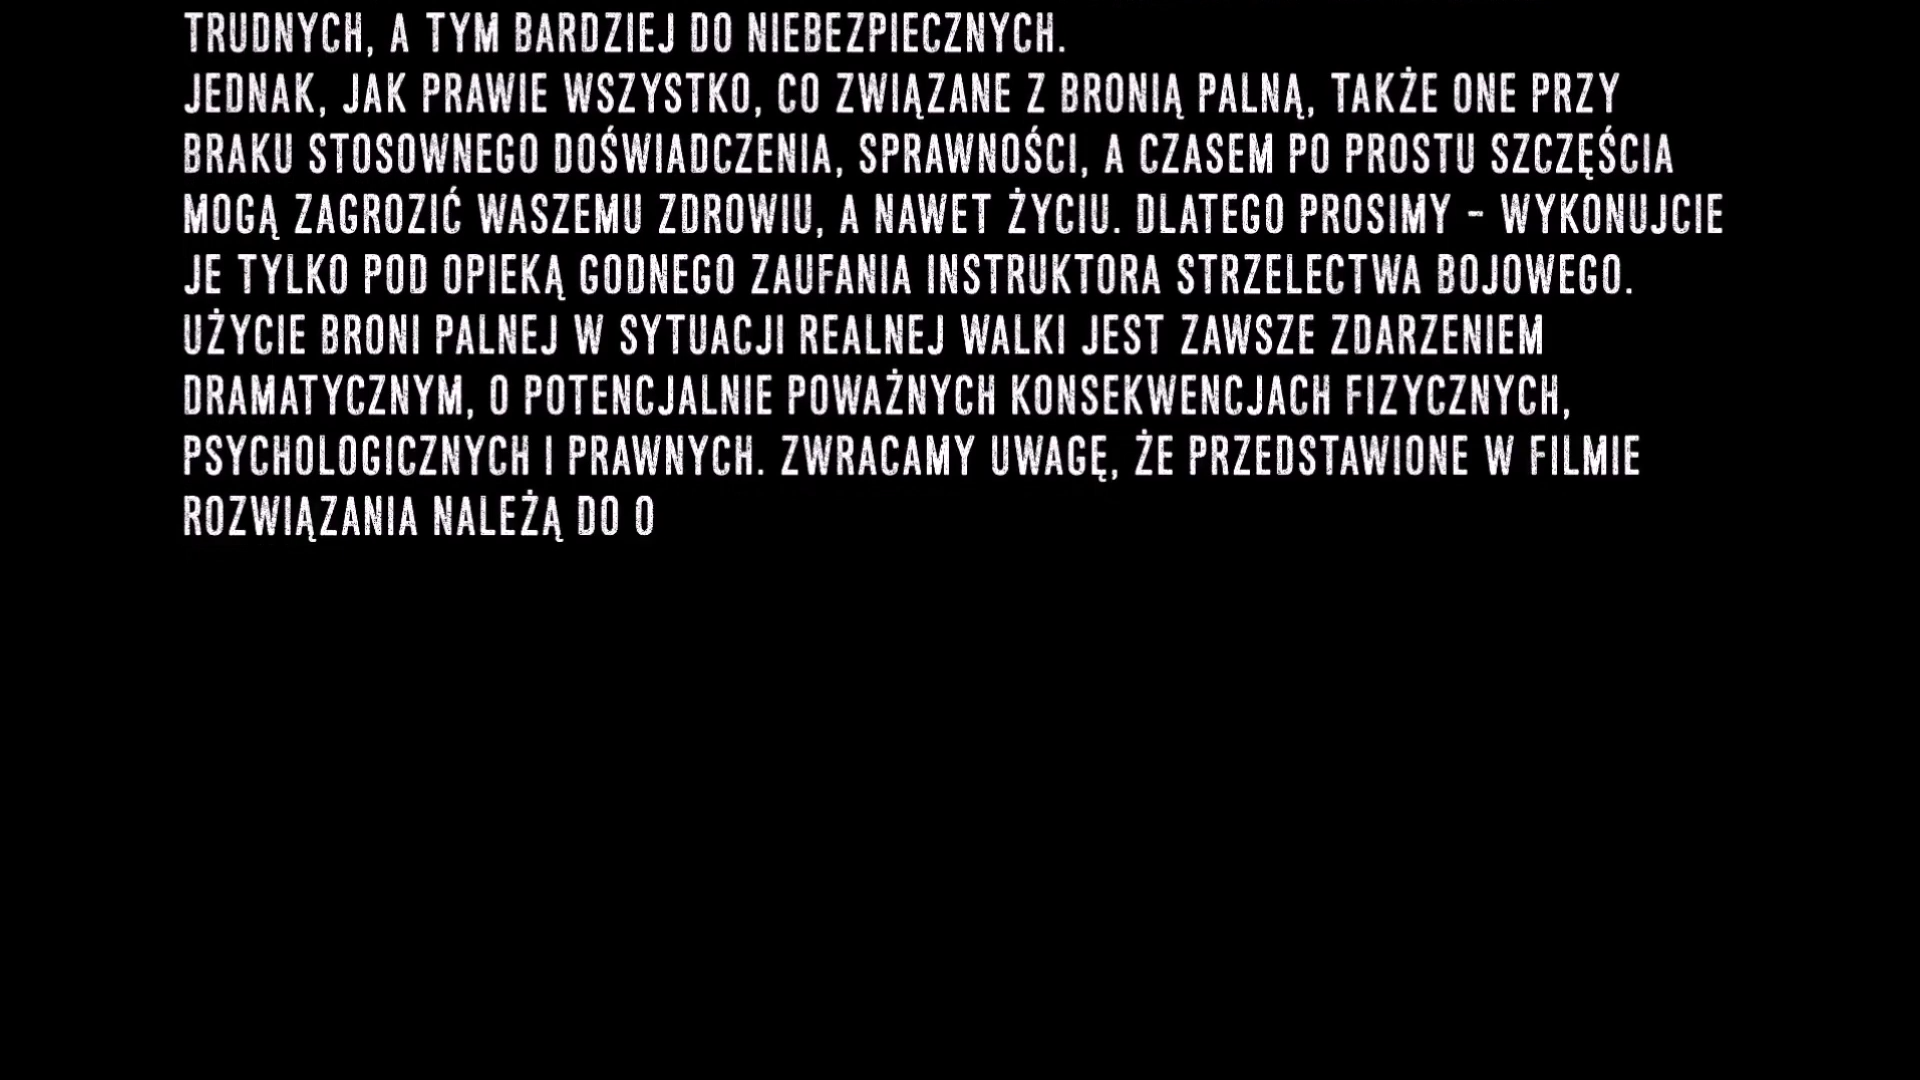 TRUDNYCH, A TYM BARDZIEJ DO NIEBEZPIECZNYCH.
JEDNAK, JAK PRAWIE WSZYSTKO, CO ZWIĄZANE Z BRONIĄ PALNĄ, TAKŻE ONE PRZY
BRAKU STOSOWNEGO DOŚWIADCZENIA, SPRAWNOŚCI, A CZASEM PO PROSTU SZCZĘŚCIA
MOGĄ ZAGROZIĆ WASZEMU ZDROWIU, A NAWET ŻYCIU. DLATEGO PROSIMY - WYKONUJCIE
JE TYLKO POD OPIEKĄ GODNEGO ZAUFANIA INSTRUKTORA STRZELECTWA BOJOWEGO.
UŻYCIE BRONI PALNEJ W SYTUACJI REALNEJ WALKI JEST ZAWSZE ZDARZENIEM
DRAMATYCZNYM, O POTENCJALNIE POWAŻNYCH KONSEKWENCJACH FIZYCZNYCH,
PSYCHOLOGICZNYCH I PRAWNYCH. ZWRACAMY UWAGĘ, ŻE PRZEDSTAWIONE W FILMIE
ROZWIĄZANIA NALEŻĄ DO O